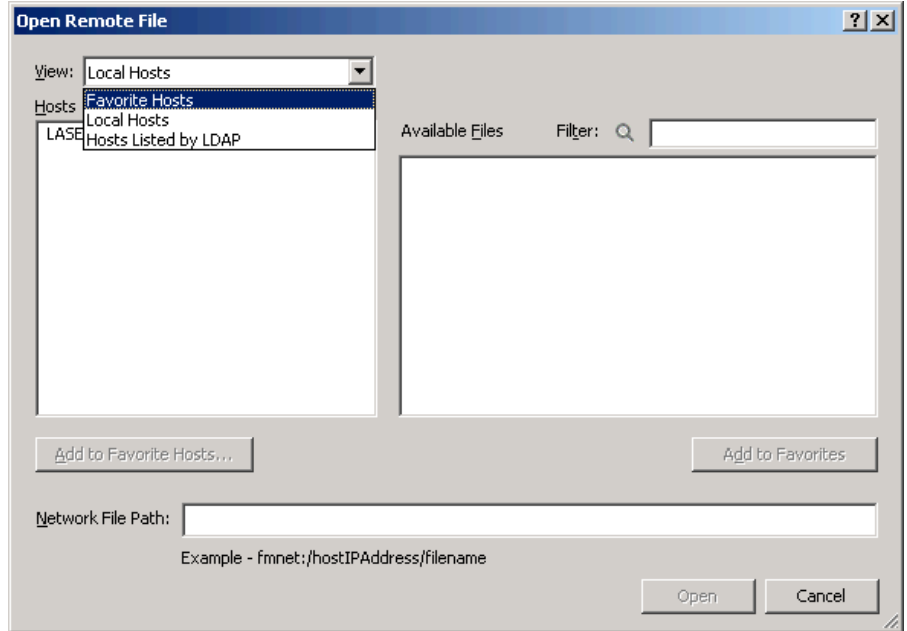 Open Remote File
View: Local Hosts
Favorite Hosts
Local Hosts
Hosts Listed by LDAP
Hosts
Available Files Filter:
Add to Favorite Hosts... Add to Favorites
Network File Path:
Example - fmnet:/hostIPAddress/filename
Open Cancel